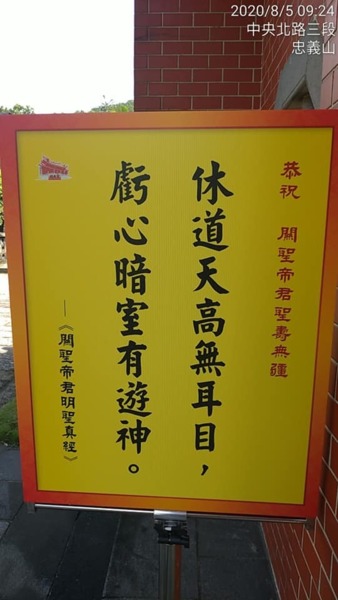 2020/8/5 09:24
中央北路三段
忠義山
恭祝 關聖帝君聖壽無疆
休道天高無耳目，
虧心暗室有遊神。
──《關聖帝君明聖真經》